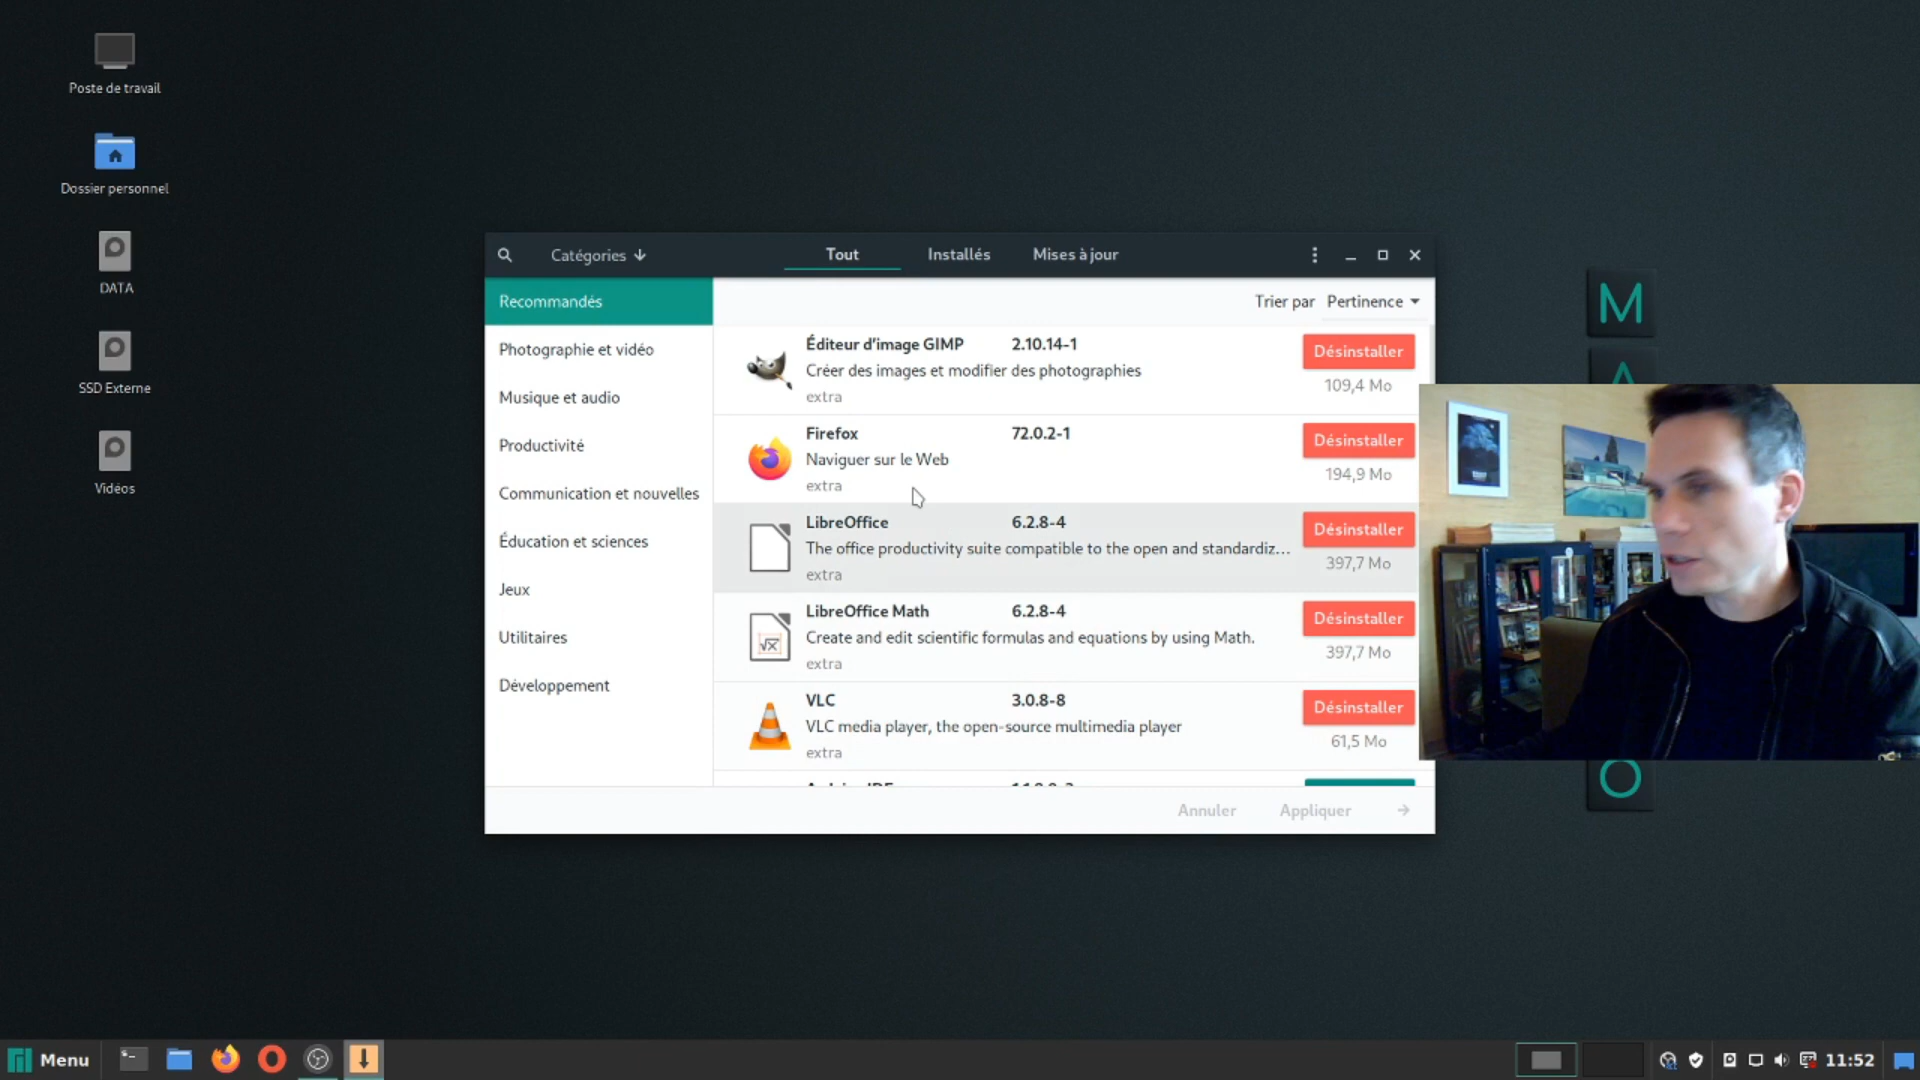 Poste de travail
Dossier personnel
DATA
SSD Externe
Vidéos
Catégories
Tout
Installés
Mises à jour
Recommandés
Photographie et vidéo
Musique et audio
Productivité
Communication et nouvelles
Éducation et sciences
Jeux
Utilitaires
Développement
Trier par Pertinence
Éditeur d'image GIMP 2.10.14-1
Créer des images et modifier des photographies
extra
Désinstaller
109,4 Mo
Firefox 72.0.2-1
Naviguer sur le Web
extra
Désinstaller
194,9 Mo
LibreOffice 6.2.8-4
The office productivity suite compatible to the open and standardiz...
extra
Désinstaller
397,7 Mo
LibreOffice Math 6.2.8-4
Create and edit scientific formulas and equations by using Math.
extra
Désinstaller
397,7 Mo
VLC 3.0.8-8
VLC media player, the open-source multimedia player
extra
Désinstaller
61,5 Mo
Annuler
Appliquer
M
A
O
Menu
11:52